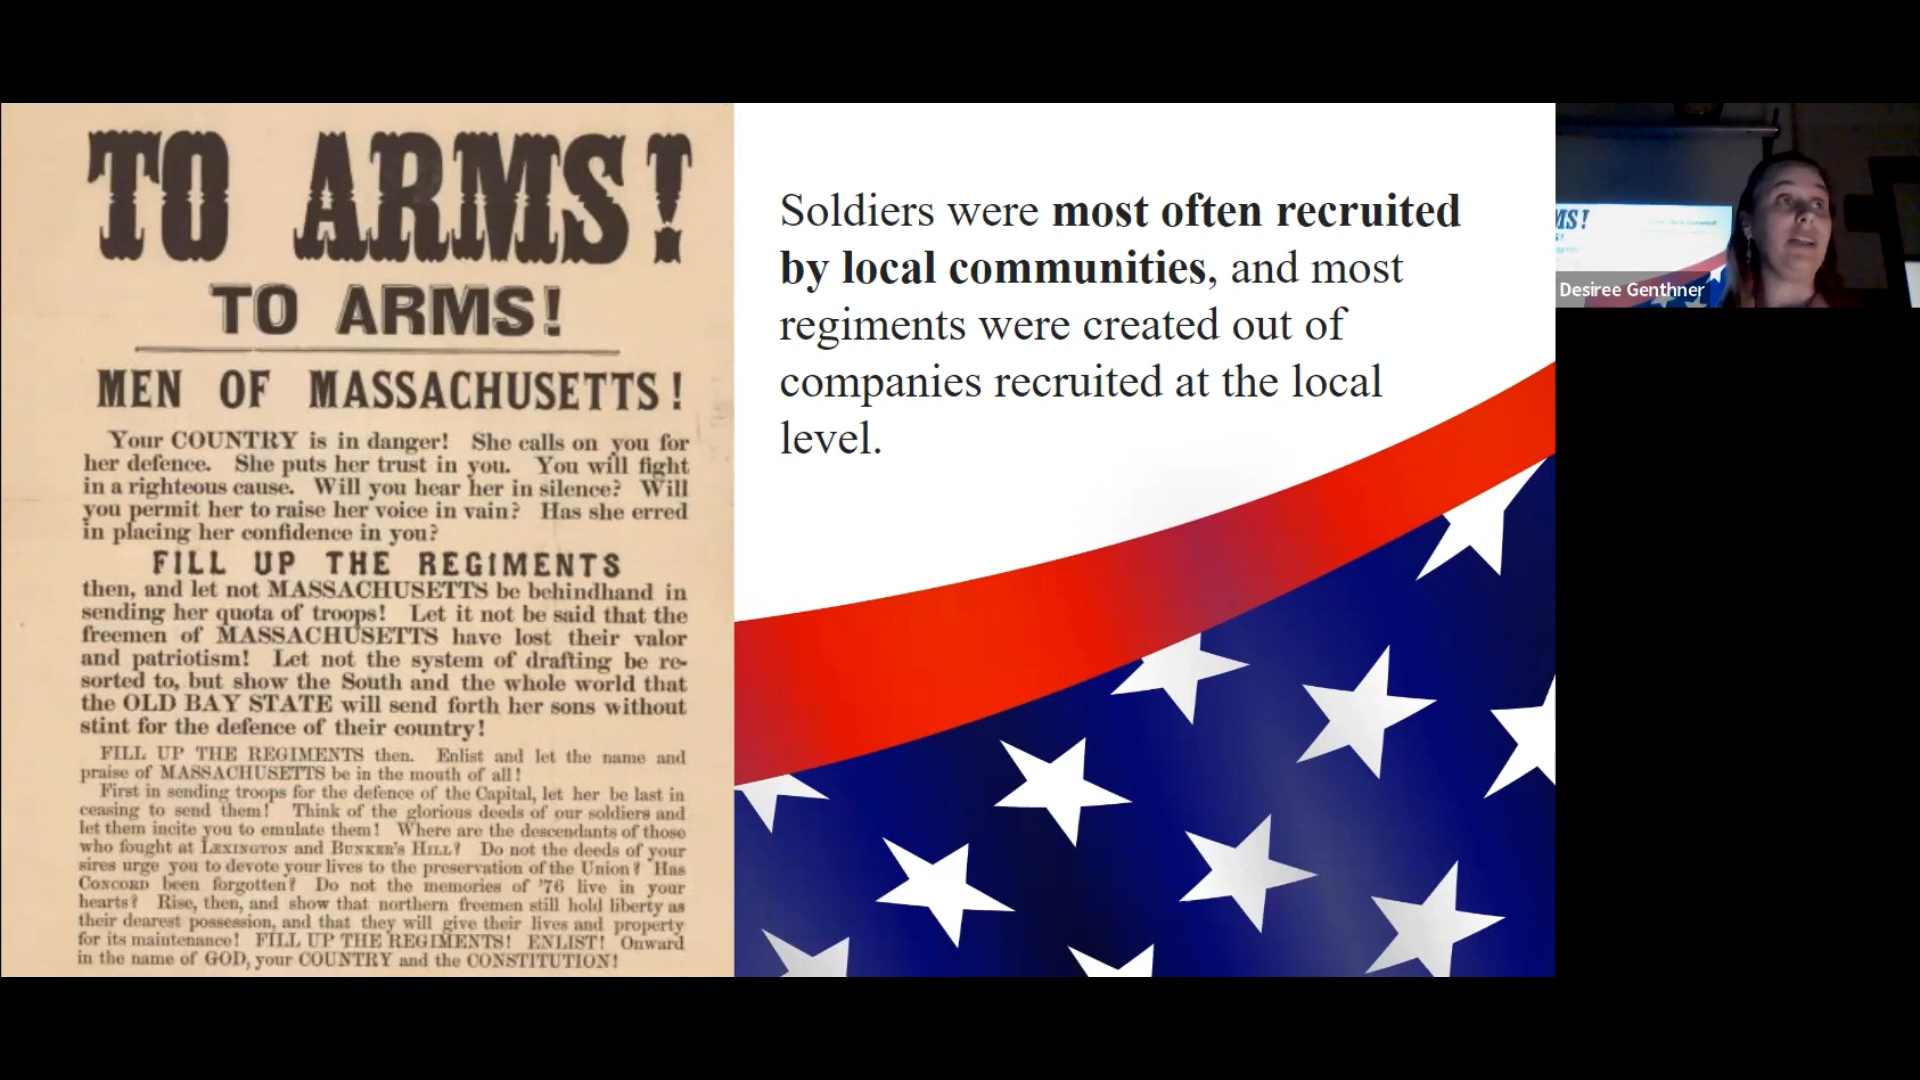 TO ARMS!
TO ARMS!
MEN OF MASSACHUSETTS!
Your COUNTRY is in danger! She calls on you for
her defence. She puts her trust in you. You will fight
in a righteous cause. Will you hear her in silence? Will
you permit her to raise her voice in vain? Has she erred
in placing her confidence in you?
FILL UP THE REGIMENTS
then, and let not MASSACHUSETTS be behindhand in
sending her quota of troops! Let it not be said that the
freemen of MASSACHUSETTS have lost their valor
and patriotism! Let not the system of drafting be re-
sorted to, but show the South and the whole world that
the OLD BAY STATE will send forth her sons without
stint for the defence of their country!
FILL UP THE REGIMENTS then. Enlist and let the name and
praise of MASSACHUSETTS be in the mouth of all!
First in sending troops for the defence of the Capital, let her be last in
ceasing to send them! Think of the glorious deeds of our soldiers and
let them incite you to emulate them! Where are the descendants of those
who fought at LEXINGTON and BUNKER'S HILL? Do not the deeds of your
sires urge you to devote your lives to the preservation of the Union? Has
CONCORD been forgotten? Do not the memories of '76 live in your
hearts? Rise, then, and show that northern freemen still hold liberty as
their dearest possession, and that they will give their lives and property
for its maintenance! FILL UP THE REGIMENTS! ENLIST! Onward
in the name of GOD, your COUNTRY and the CONSTITUTION!
Soldiers were most often recruited
by local communities, and most
regiments were created out of
companies recruited at the local
level.
MS!
Desiree Genthner